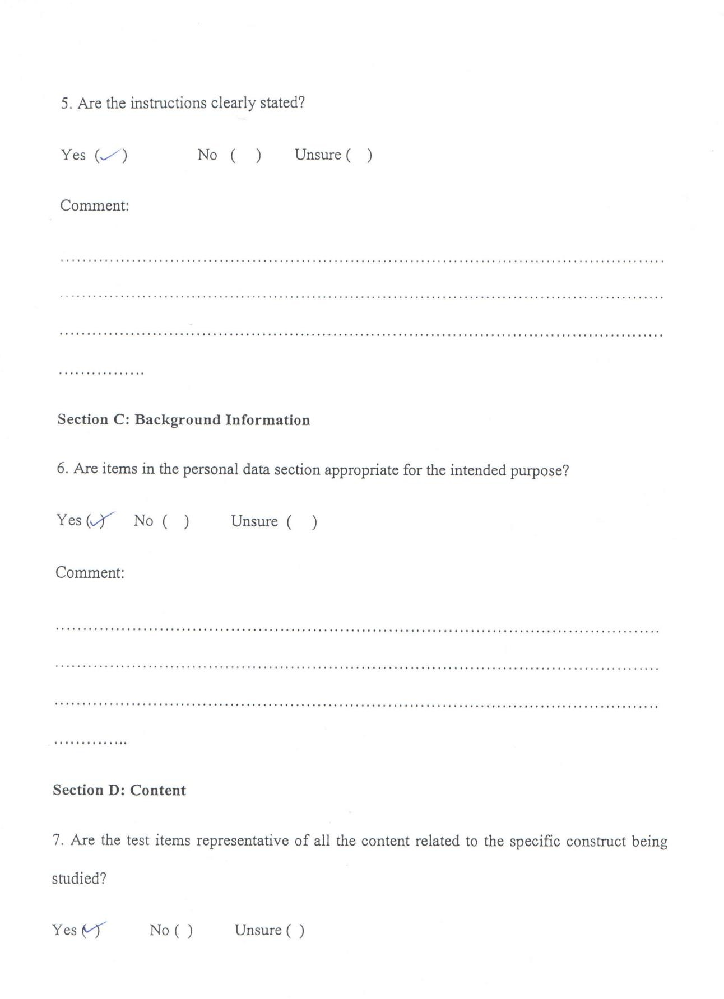 5. Are the instructions clearly stated?
Yes (✓) No ( ) Unsure ( )
Comment:
..............................................................................................................
..............................................................................................................
..............................................................................................................
................
Section C: Background Information
6. Are items in the personal data section appropriate for the intended purpose?
Yes (✓) No ( ) Unsure ( )
Comment:
..............................................................................................................
..............................................................................................................
..............................................................................................................
..............
Section D: Content
7. Are the test items representative of all the content related to the specific construct being
studied?
Yes (✓) No ( ) Unsure ( )